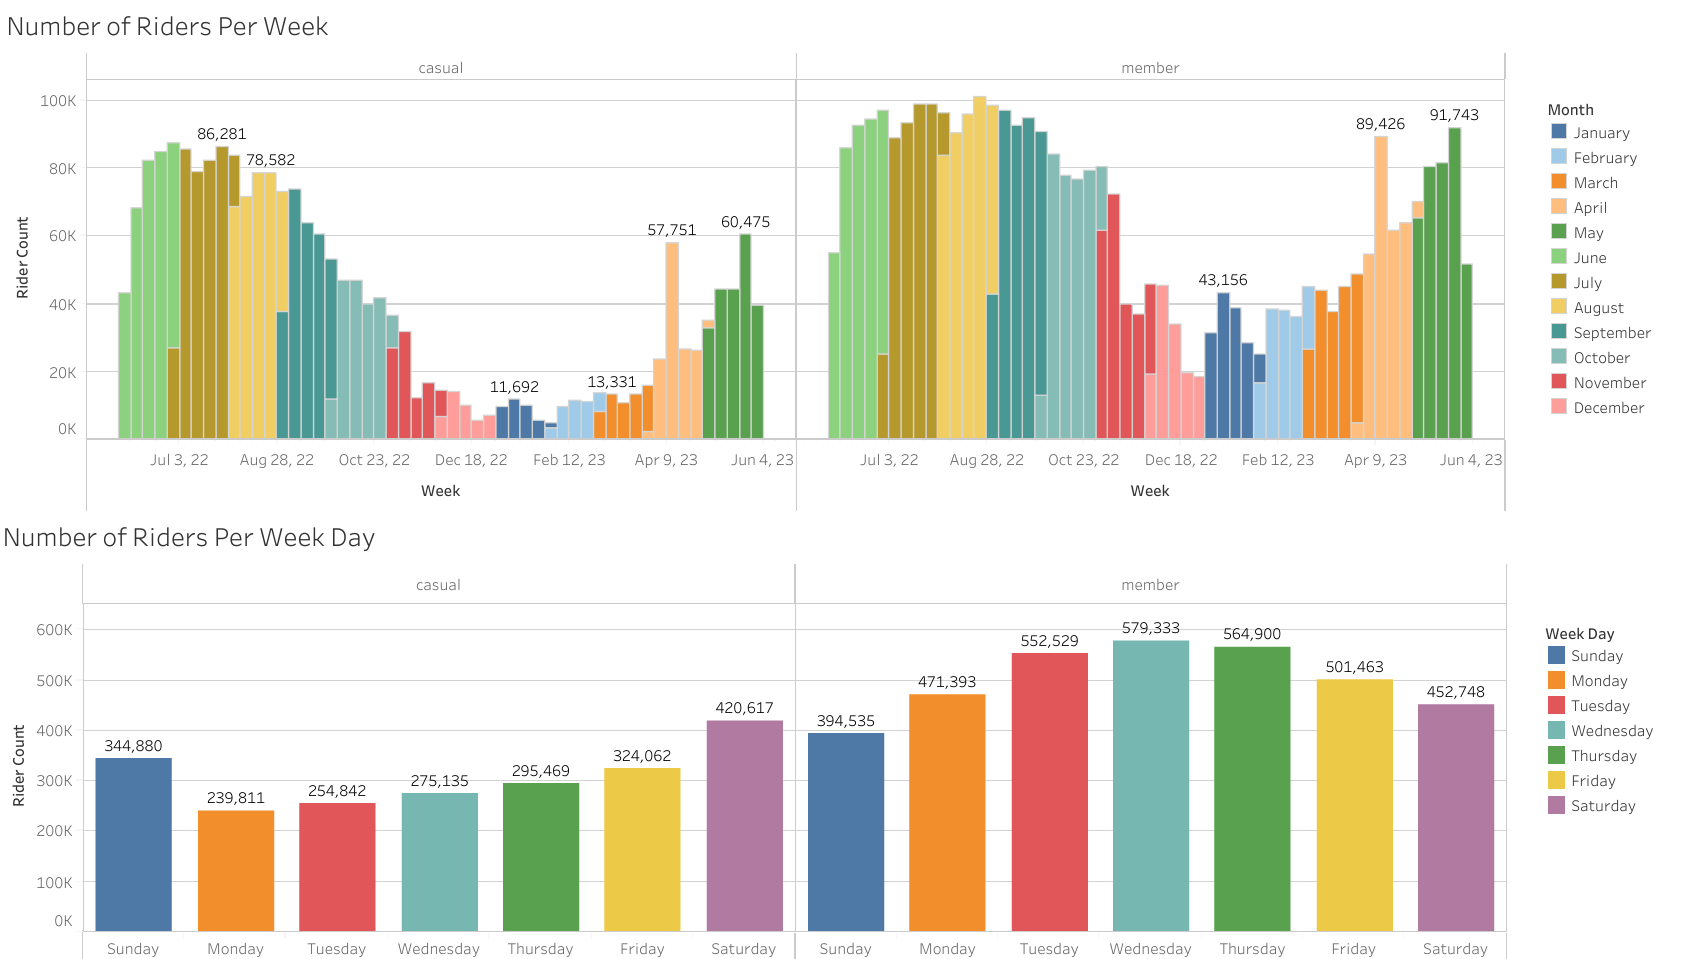 Number of Riders Per Week
casual
member
100K
80K
60K
40K
20K
0K
Rider Count
86,281
78,582
11,692
13,331
57,751
60,475
43,156
89,426
91,743
Jul 3, 22
Aug 28, 22
Oct 23, 22
Dec 18, 22
Feb 12, 23
Apr 9, 23
Jun 4, 23
Jul 3, 22
Aug 28, 22
Oct 23, 22
Dec 18, 22
Feb 12, 23
Apr 9, 23
Jun 4, 23
Week
Week
Month
January
February
March
April
May
June
July
August
September
October
November
December
Number of Riders Per Week Day
casual
member
600K
500K
400K
300K
200K
100K
0K
Rider Count
344,880
239,811
254,842
275,135
295,469
324,062
420,617
394,535
471,393
552,529
579,333
564,900
501,463
452,748
Sunday
Monday
Tuesday
Wednesday
Thursday
Friday
Saturday
Sunday
Monday
Tuesday
Wednesday
Thursday
Friday
Saturday
Week Day
Sunday
Monday
Tuesday
Wednesday
Thursday
Friday
Saturday